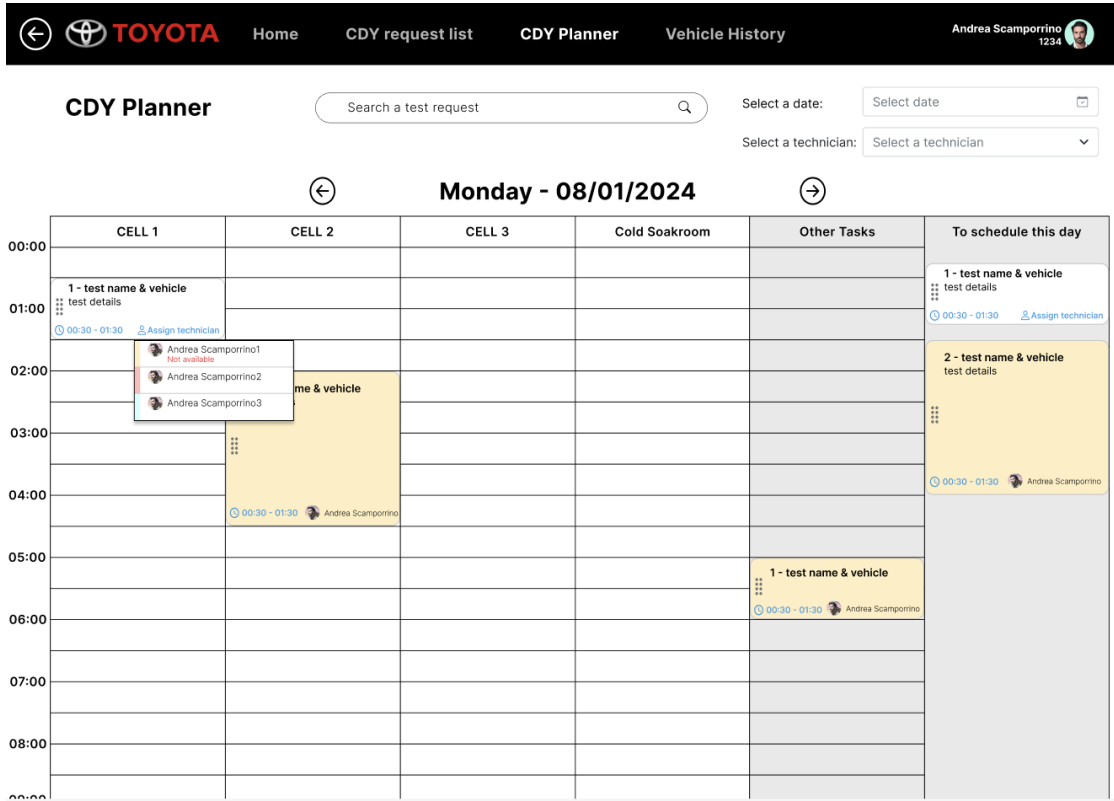 TOYOTA
Home
CDY request list
CDY Planner
Vehicle History
Andrea Scamporrino
1234
CDY Planner
Search a test request
Select a date:
Select date
Select a technician:
Select a technician
Monday - 08/01/2024
CELL 1
CELL 2
CELL 3
Cold Soakroom
Other Tasks
To schedule this day
00:00
1 - test name & vehicle
test details
00:30 - 01:30
Assign technician
1 - test name & vehicle
test details
00:30 - 01:30
Assign technician
01:00
Andrea Scamporrino1
Not available
Andrea Scamporrino2
Andrea Scamporrino3
02:00
me & vehicle
00:30 - 01:30
Andrea Scamporrino
2 - test name & vehicle
test details
00:30 - 01:30
Andrea Scamporrino
03:00
04:00
05:00
1 - test name & vehicle
00:30 - 01:30
Andrea Scamporrino
06:00
07:00
08:00